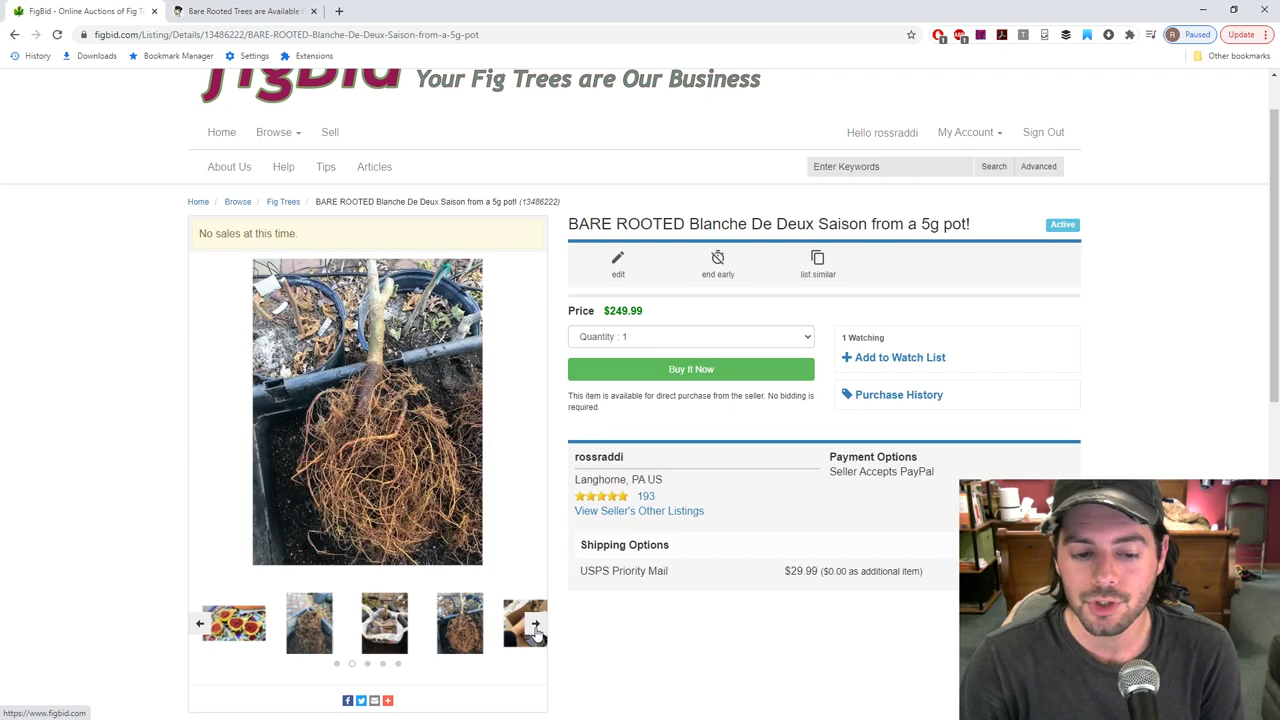 FigBid - Online Auctions of Fig T
Bare Rooted Trees are Available
figbid.com/Listing/Details/13486222/BARE-ROOTED-Blanche-De-Deux-Saison-from-a-5g-pot
R Paused
Update
History Downloads Bookmark Manager Settings Extensions Other bookmarks
figBid Your Fig Trees are Our Business
Home Browse Sell Hello rossraddi My Account Sign Out
About Us Help Tips Articles Enter Keywords Search Advanced
Home / Browse / Fig Trees / BARE ROOTED Blanche De Deux Saison from a 5g pot! (13486222)
No sales at this time.
BARE ROOTED Blanche De Deux Saison from a 5g pot! Active
edit end early list similar
Price $249.99
Quantity : 1
Buy It Now
This item is available for direct purchase from the seller. No bidding is
required.
1 Watching
Add to Watch List
Purchase History
rossraddi
Langhorne, PA US
193
View Seller's Other Listings
Payment Options
Seller Accepts PayPal
Shipping Options
USPS Priority Mail $29.99 ($0.00 as additional item)
https://www.figbid.com